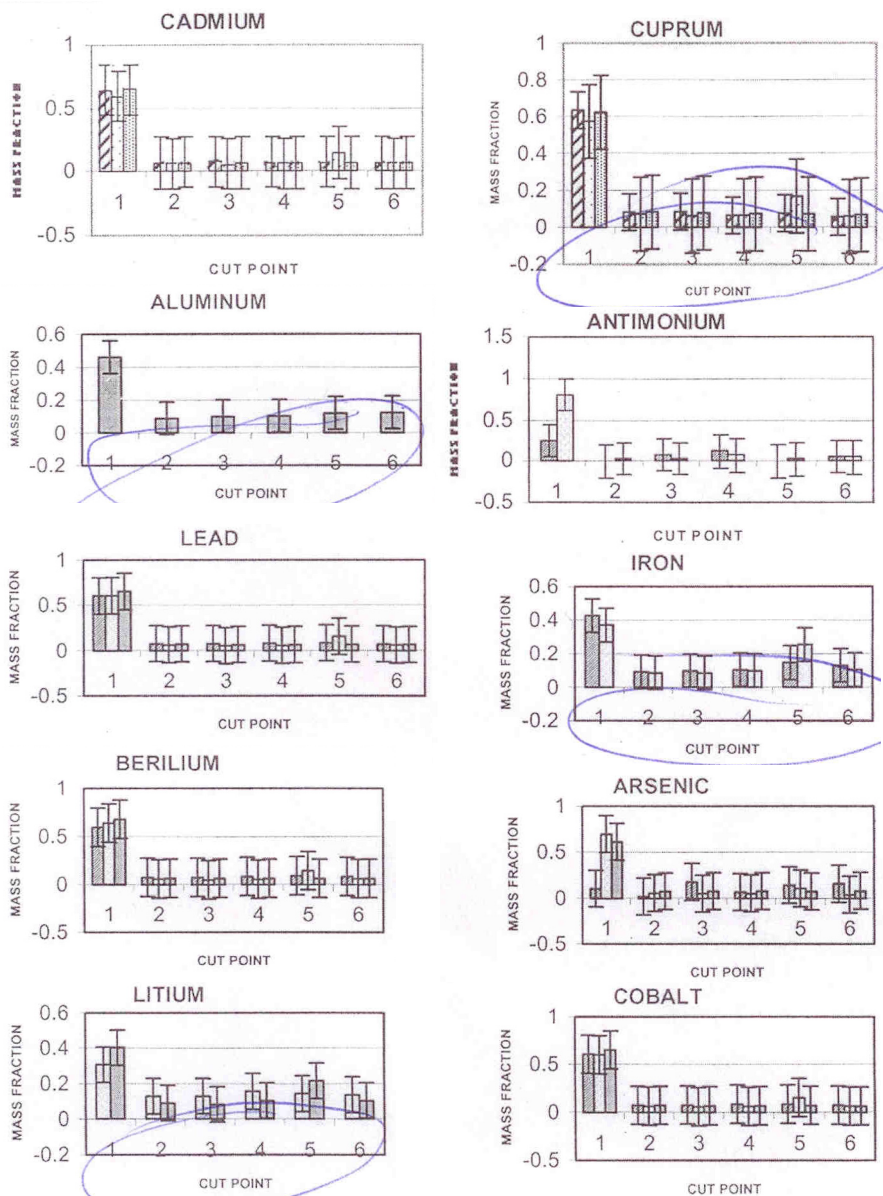 CADMIUM
1
0.5
0
-0.5
MASS FRACTION
1 2 3 4 5 6
CUT POINT
CUPRUM
1
0.8
0.6
0.4
0.2
0
-0.2
MASS FRACTION
1 2 3 4 5 6
CUT POINT
ALUMINUM
0.6
0.4
0.2
0
-0.2
MASS FRACTION
1 2 3 4 5 6
CUT POINT
ANTIMONIUM
1.5
1
0.5
0
-0.5
MASS FRACTION
1 2 3 4 5 6
CUT POINT
LEAD
1
0.5
0
-0.5
MASS FRACTION
1 2 3 4 5 6
CUT POINT
IRON
0.6
0.4
0.2
0
-0.2
MASS FRACTION
1 2 3 4 5 6
CUT POINT
BERILIUM
1
0.5
0
-0.5
MASS FRACTION
1 2 3 4 5 6
CUT POINT
ARSENIC
1
0.5
0
-0.5
MASS FRACTION
1 2 3 4 5 6
CUT POINT
LITIUM
0.6
0.4
0.2
0
-0.2
MASS FRACTION
1 2 3 4 5 6
CUT POINT
COBALT
1
0.5
0
-0.5
MASS FRACTION
1 2 3 4 5 6
CUT POINT